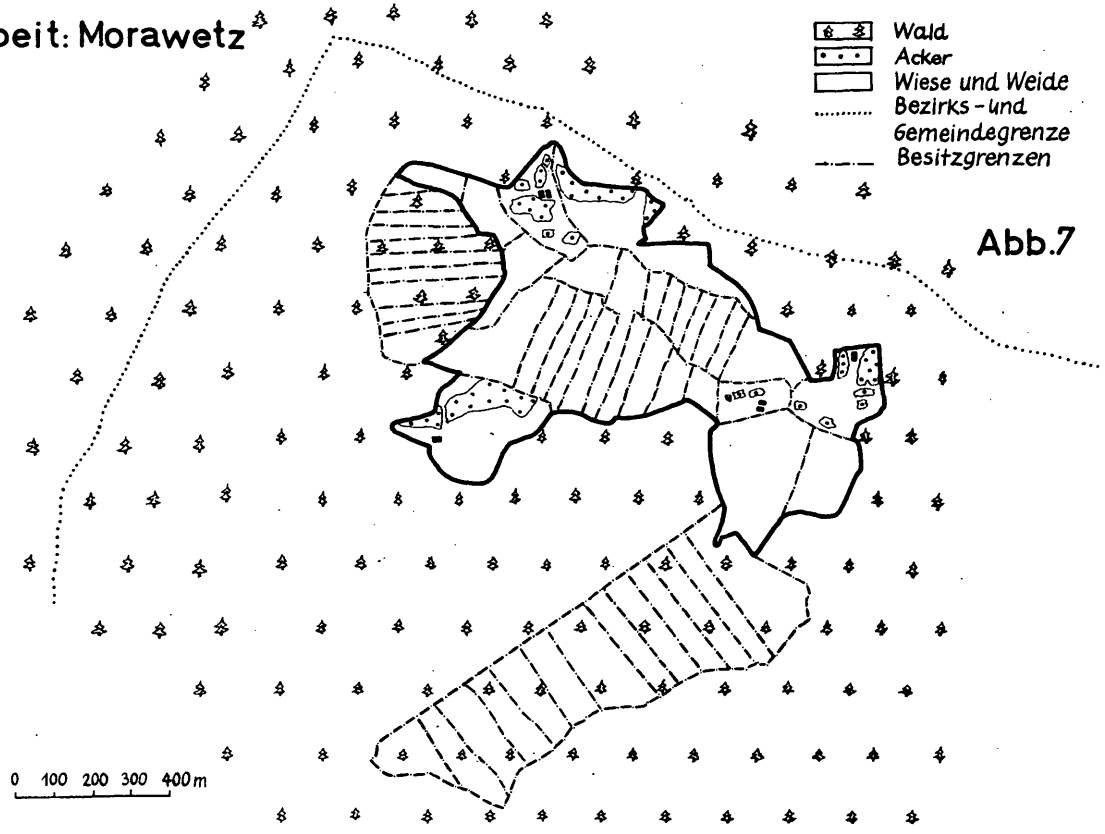 beit: Morawetz
Wald
Acker
Wiese und Weide
Bezirks-und
Gemeindegrenze
Besitzgrenzen
Abb.7
0 100 200 300 400 m